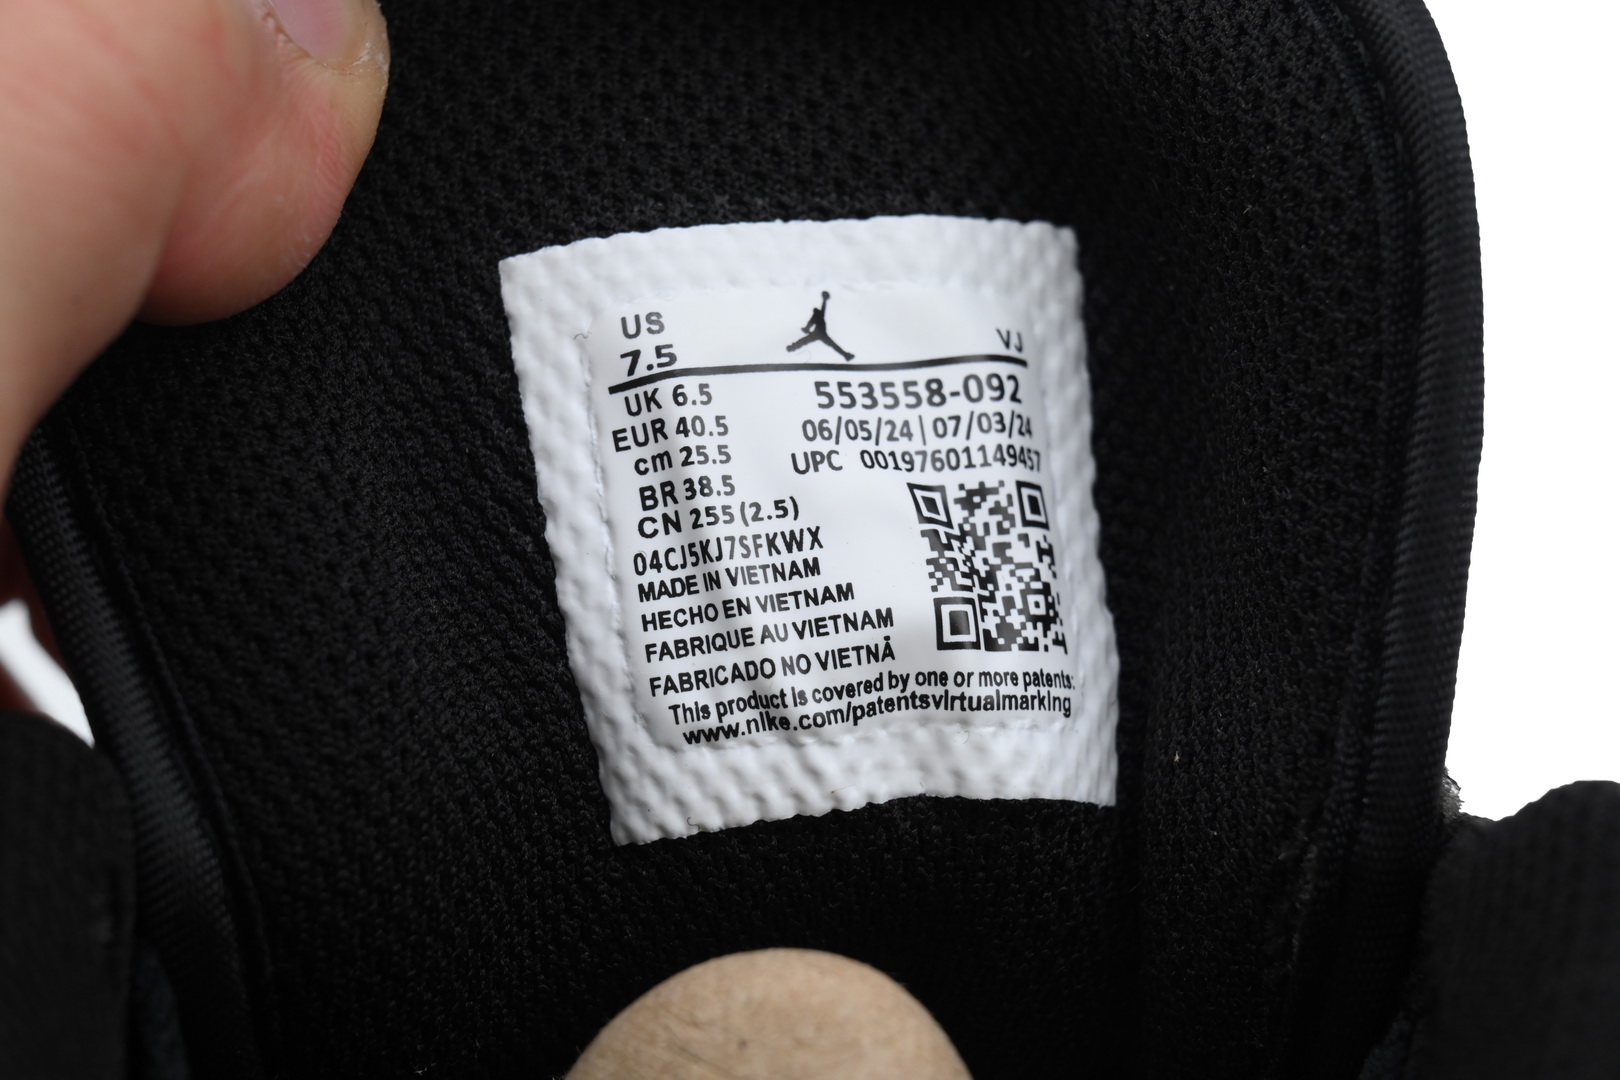 US VJ
7.5
UK 6.5 553558-092
EUR 40.5 06/05/24 | 07/03/24
cm 25.5 UPC 00197601149457
BR 38.5
CN 255 (2.5)
04CJ5KJ7SFKWX
MADE IN VIETNAM
HECHO EN VIETNAM
FABRIQUE AU VIETNAM
FABRICADO NO VIETNÃ
This product is covered by one or more patents:
www.nike.com/patentsvirtualmarking